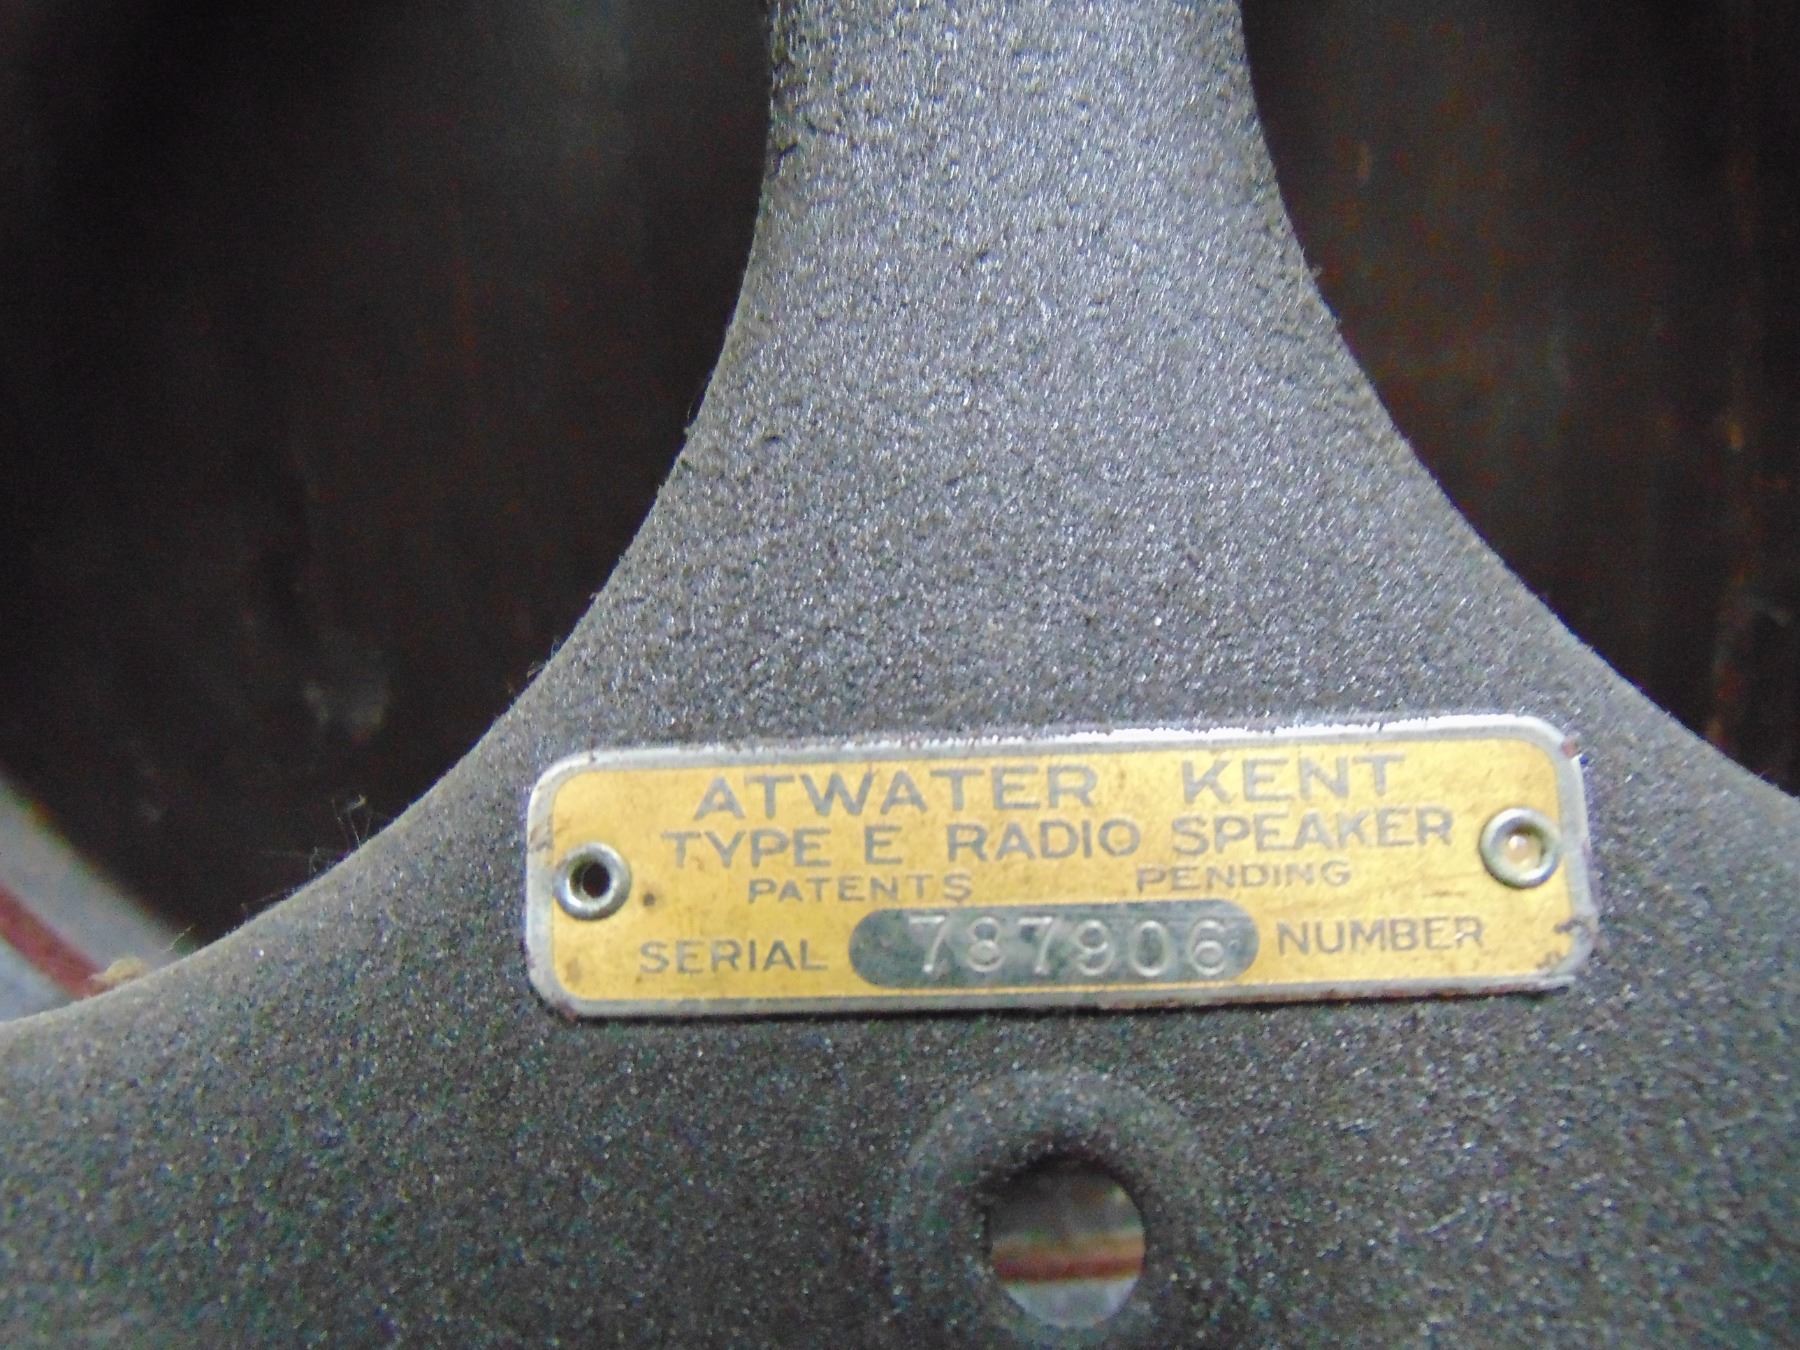 ATWATER KENT
TYPE E RADIO SPEAKER
PATENTS PENDING
SERIAL 787906 NUMBER